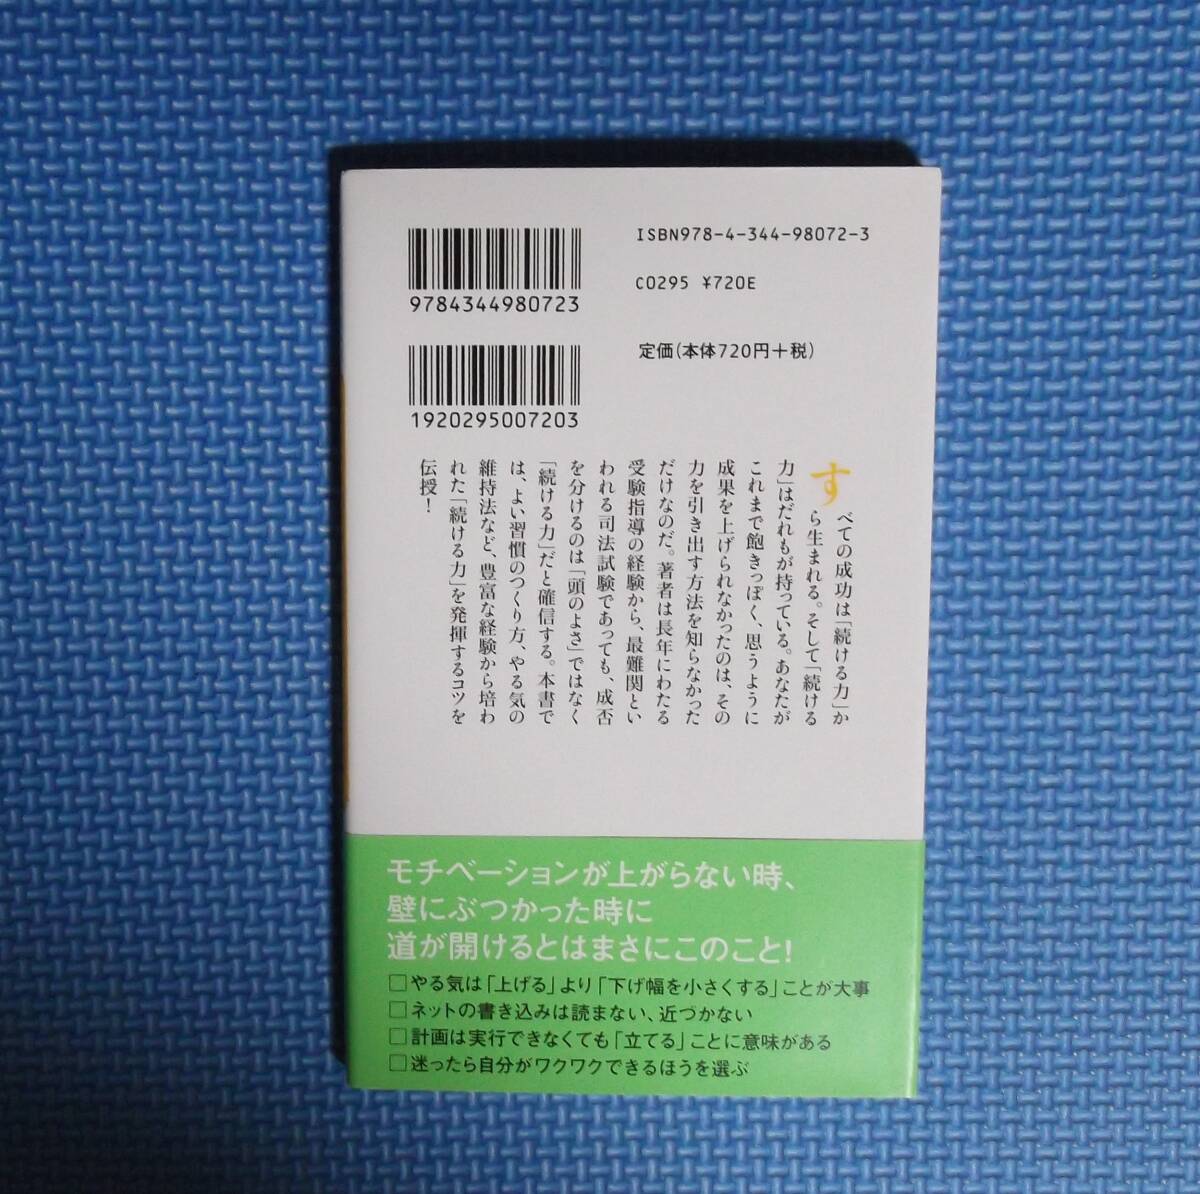 ISBN978-4-344-98072-3
C0295 ¥720E
定価(本体720円+税)
9784344980723
1920295007203
すべての成功は「続ける力」か
ら生まれる。そして「続ける
力」はだれもが持っている。あなたが
これまで飽きっぽく、思うように
成果を上げられなかったのは、その
力を引き出す方法を知らなかった
だけなのだ。著者は長年にわたる
受験指導の経験から、最難関とい
われる司法試験であっても、成否
を分けるのは「頭のよさ」ではなく
「続ける力」だと確信する。本書で
は、よい習慣のつくり方、やる気の
維持法など、豊富な経験から培わ
れた「続ける力」を発揮するコツを
伝授!
モチベーションが上がらない時、
壁にぶつかった時に
道が開けるとはまさにこのこと!
□やる気は「上げる」より「下げ幅を小さくする」ことが大事
□ネットの書き込みは読まない、近づかない
□計画は実行できなくても「立てる」ことに意味がある
□迷ったら自分がワクワクできるほうを選ぶ